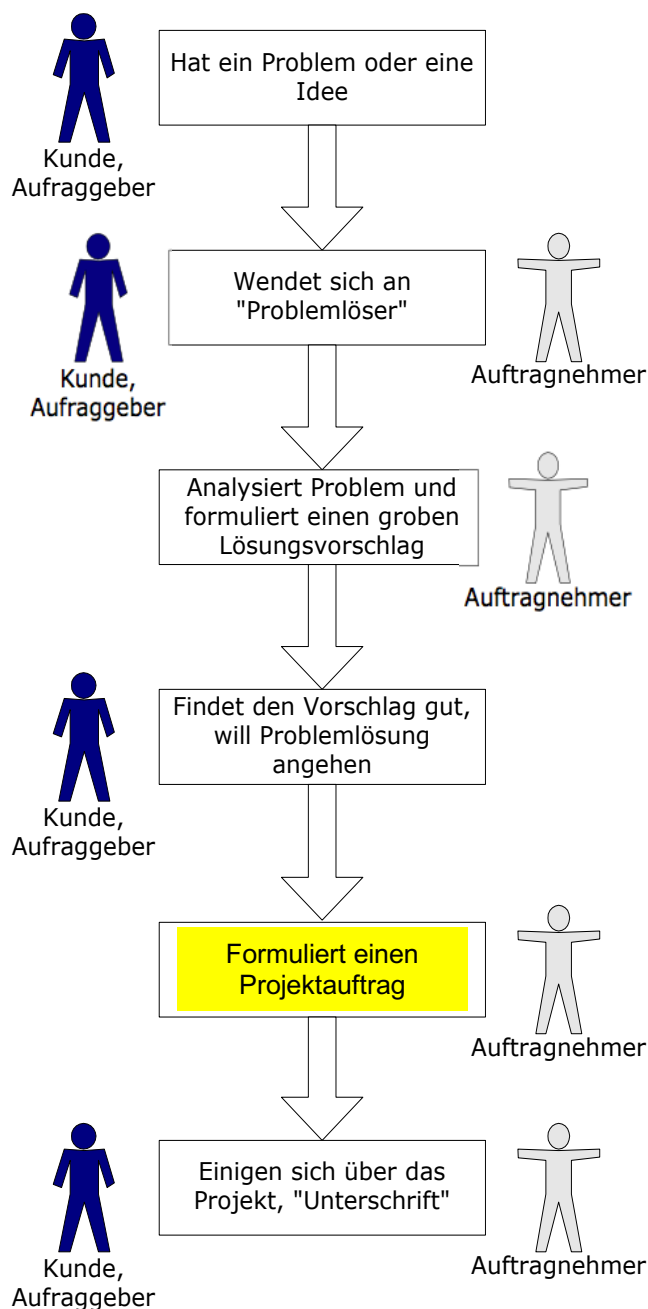 Hat ein Problem oder eine
Idee
Kunde,
Aufraggeber
Wendet sich an
"Problemlöser"
Kunde,
Aufraggeber
Auftragnehmer
Analysiert Problem und
formuliert einen groben
Lösungsvorschlag
Auftragnehmer
Findet den Vorschlag gut,
will Problemlösung
angehen
Kunde,
Aufraggeber
Formuliert einen
Projektauftrag
Auftragnehmer
Einigen sich über das
Projekt, "Unterschrift"
Kunde,
Aufraggeber
Auftragnehmer